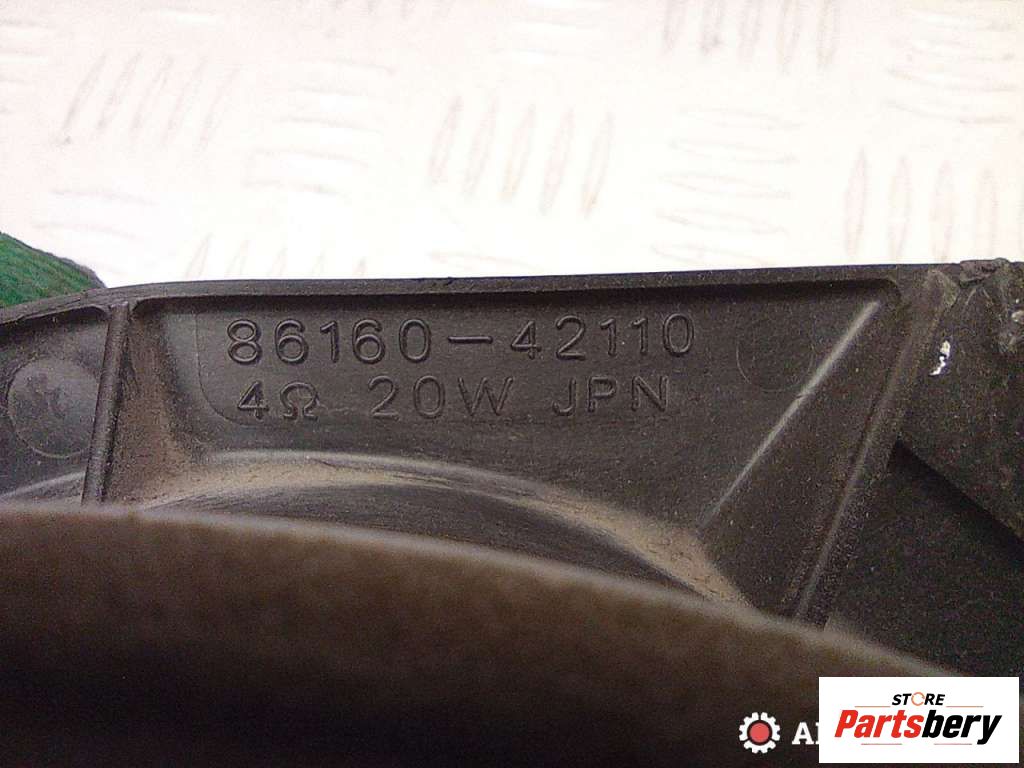 86160-42110
4Ω 20W JPN
STORE
Partsbery